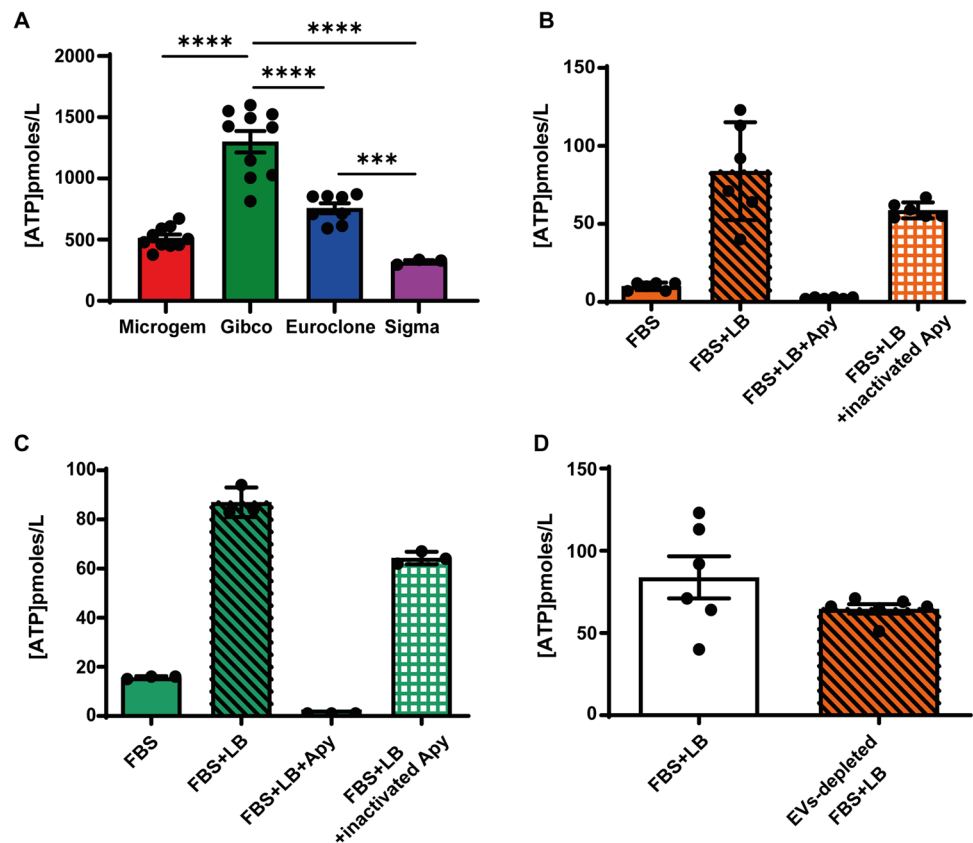 A
****
****
****
***
[ATP]pmoles/L
2000
1500
1000
500
0
Microgem Gibco Euroclone Sigma
B
[ATP]pmoles/L
150
100
50
0
FBS
FBS+LB
FBS+LB+Apy
FBS+LB
+inactivated Apy
C
[ATP]pmoles/L
100
80
60
40
20
0
FBS
FBS+LB
FBS+LB+Apy
FBS+LB
+inactivated Apy
D
[ATP]pmoles/L
150
100
50
0
FBS+LB
EVs-depleted
FBS+LB